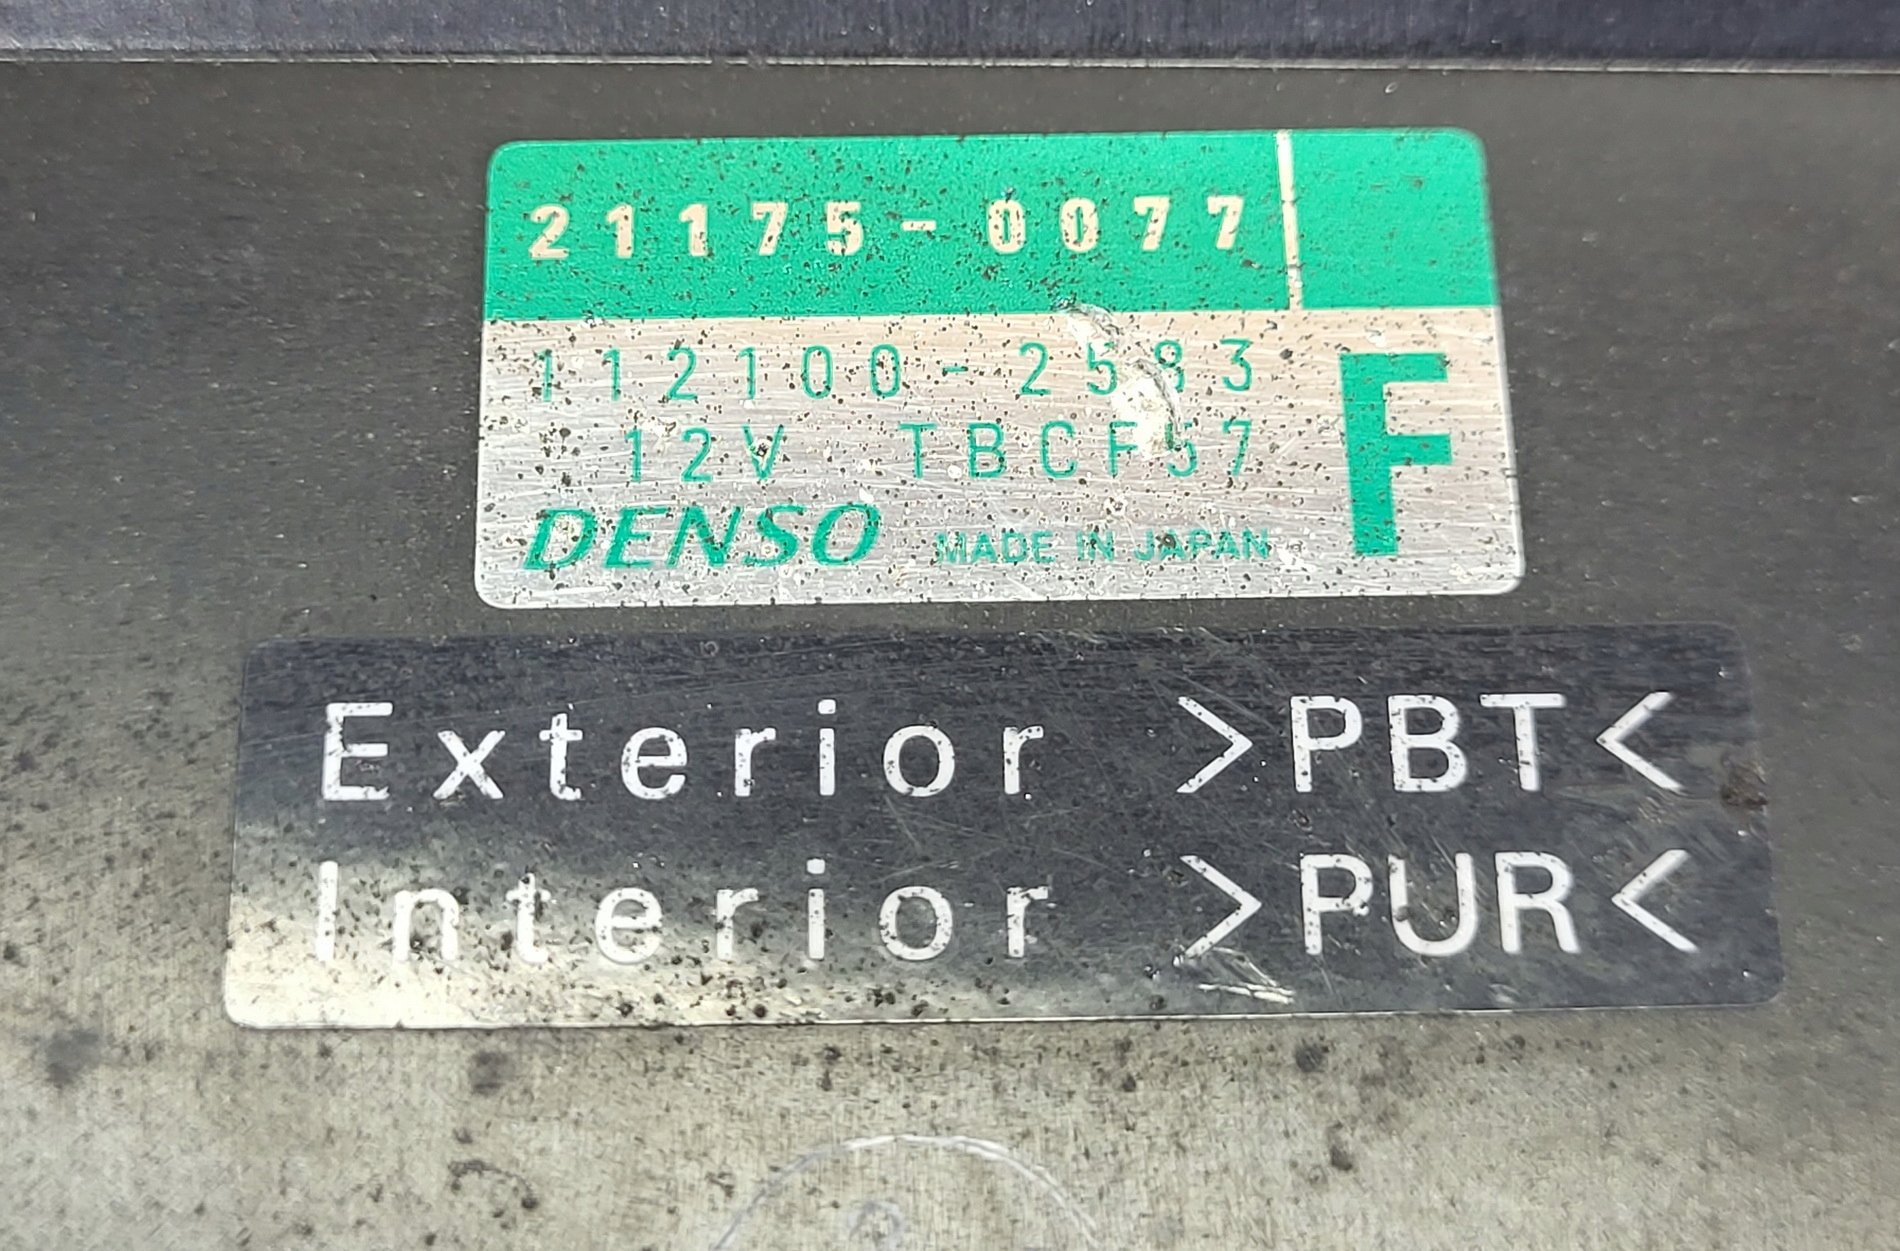 21175-0077
112100-2583
12V TBCF57
DENSO MADE IN JAPAN
F
Exterior >PBT<
Interior >PUR<